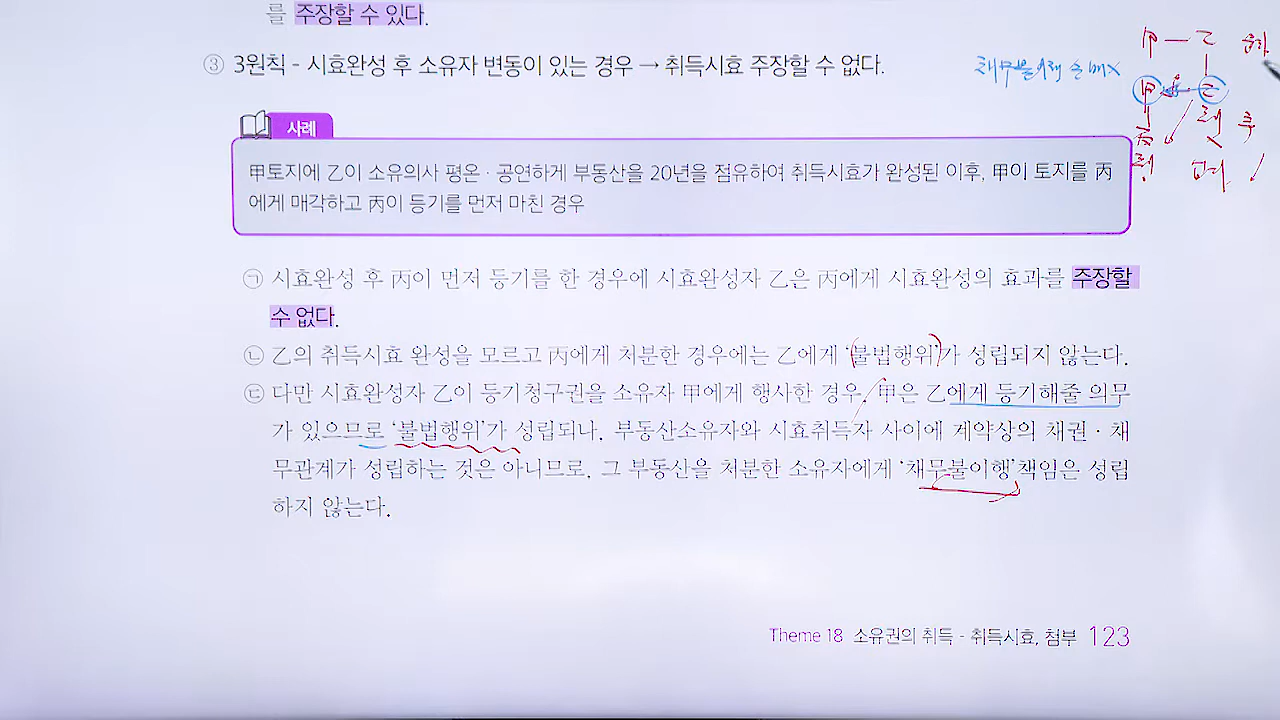 를 주장할 수 있다.
③ 3원칙 - 시효완성 후 소유자 변동이 있는 경우 → 취득시효 주장할 수 없다.
사례
甲토지에 乙이 소유의사 평온·공연하게 부동산을 20년을 점유하여 취득시효가 완성된 이후, 甲이 토지를 丙
에게 매각하고 丙이 등기를 먼저 마친 경우
㉠ 시효완성 후 丙이 먼저 등기를 한 경우에 시효완성자 乙은 丙에게 시효완성의 효과를 주장할
수 없다.
㉡ 乙의 취득시효 완성을 모르고 丙에게 처분한 경우에는 乙에게 '불법행위'가 성립되지 않는다.
㉢ 다만 시효완성자 乙이 등기청구권을 소유자 甲에게 행사한 경우, 甲은 乙에게 등기해줄 의무
가 있으므로 '불법행위'가 성립되나, 부동산소유자와 시효취득자 사이에 계약상의 채권·채
무관계가 성립하는 것은 아니므로, 그 부동산을 처분한 소유자에게 '채무불이행'책임은 성립
하지 않는다.
Theme 18 소유권의 취득 - 취득시효, 첨부 123